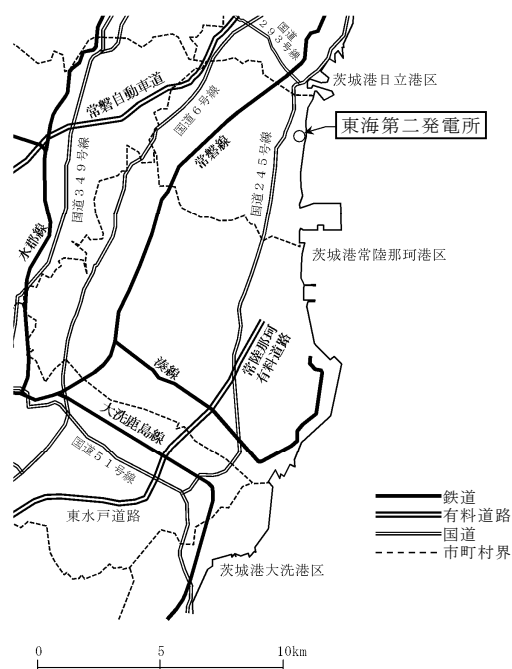 国道
293号線
茨城港日立港区
常磐自動車道
国道6号線
東海第二発電所
常磐線
国道349号線
国道245号線
水郡線
茨城港常陸那珂港区
常陸那珂
有料道路
湊線
大洗鹿島線
国道51号線
東水戸道路
茨城港大洗港区
鉄道
有料道路
国道
市町村界
0
5
10km